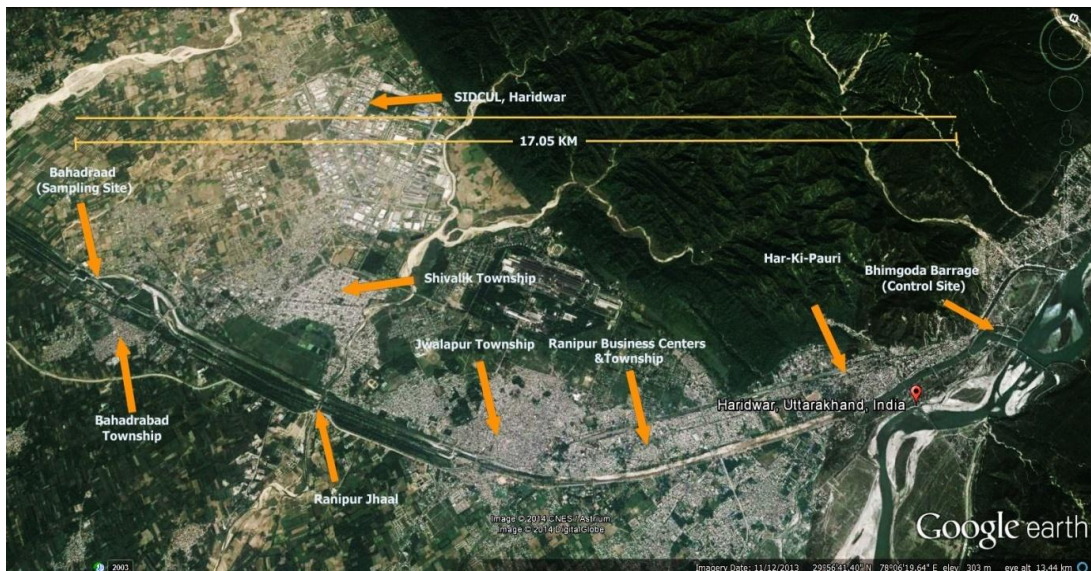 SIDCUL, Haridwar
17.05 KM
Bahadraad
(Sampling Site)
Har-Ki-Pauri
Bhimgoda Barrage
(Control Site)
Shivalik Township
Jwalapur Township
Ranipur Business Centers
&Township
Haridwar, Uttarakhand, India
Bahadrabad
Township
Ranipur Jhaal
Image © 2014 CNES / Astrium
Image © 2014 DigitalGlobe
Google earth
2003
Imagery Date: 11/12/2013 29°56'41.40" N 78°06'19.64" E elev 303 m eye alt 13.44 km